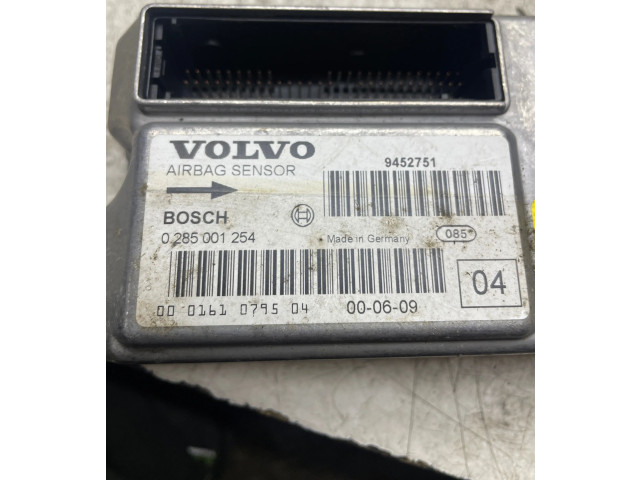 VOLVO
AIRBAG SENSOR
9452751
BOSCH
0 285 001 254
Made in Germany
085
00 0161 0795 04
00-06-09
04